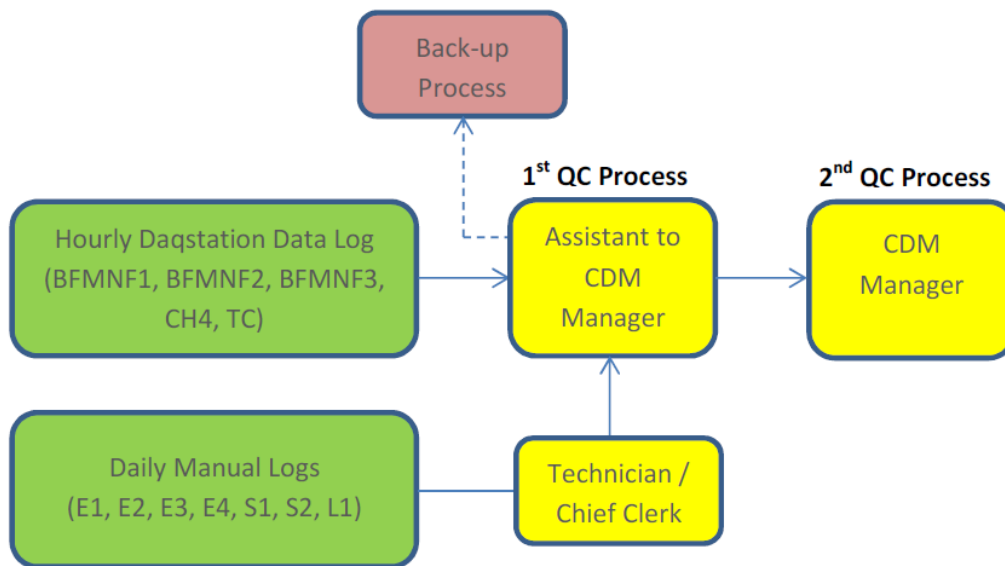 Back-up
Process
1st QC Process
2nd QC Process
Hourly Daqstation Data Log
(BFMNF1, BFMNF2, BFMNF3,
CH4, TC)
Assistant to
CDM
Manager
CDM
Manager
Daily Manual Logs
(E1, E2, E3, E4, S1, S2, L1)
Technician /
Chief Clerk